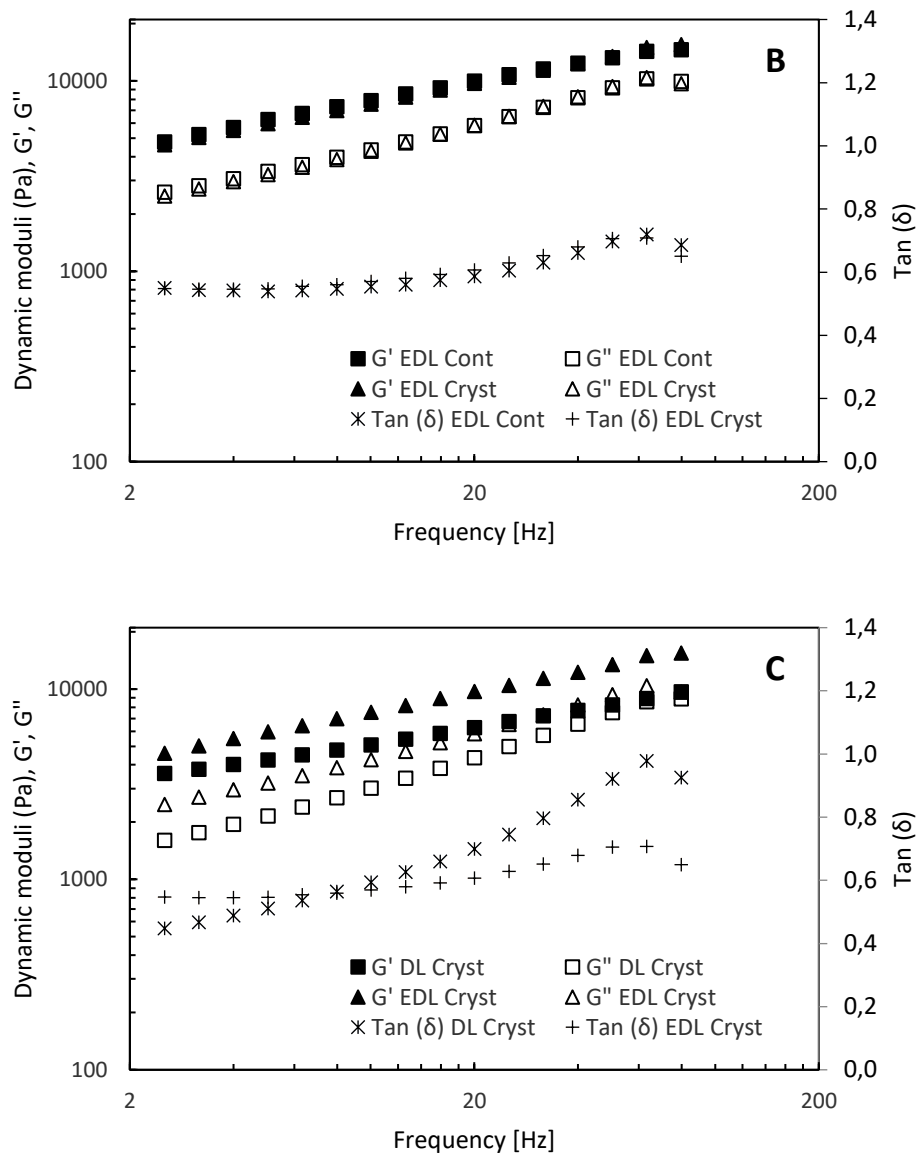 B
Dynamic moduli (Pa), G', G''
10000
1000
100
1,4
1,2
1,0
0,8
0,6
0,4
0,2
0,0
Tan (δ)
G' EDL Cont
G'' EDL Cont
G' EDL Cryst
G'' EDL Cryst
Tan (δ) EDL Cont
Tan (δ) EDL Cryst
2
20
200
Frequency [Hz]
C
Dynamic moduli (Pa), G', G''
10000
1000
100
1,4
1,2
1,0
0,8
0,6
0,4
0,2
0,0
Tan (δ)
G' DL Cryst
G'' DL Cryst
G' EDL Cryst
G'' EDL Cryst
Tan (δ) DL Cryst
Tan (δ) EDL Cryst
2
20
200
Frequency [Hz]